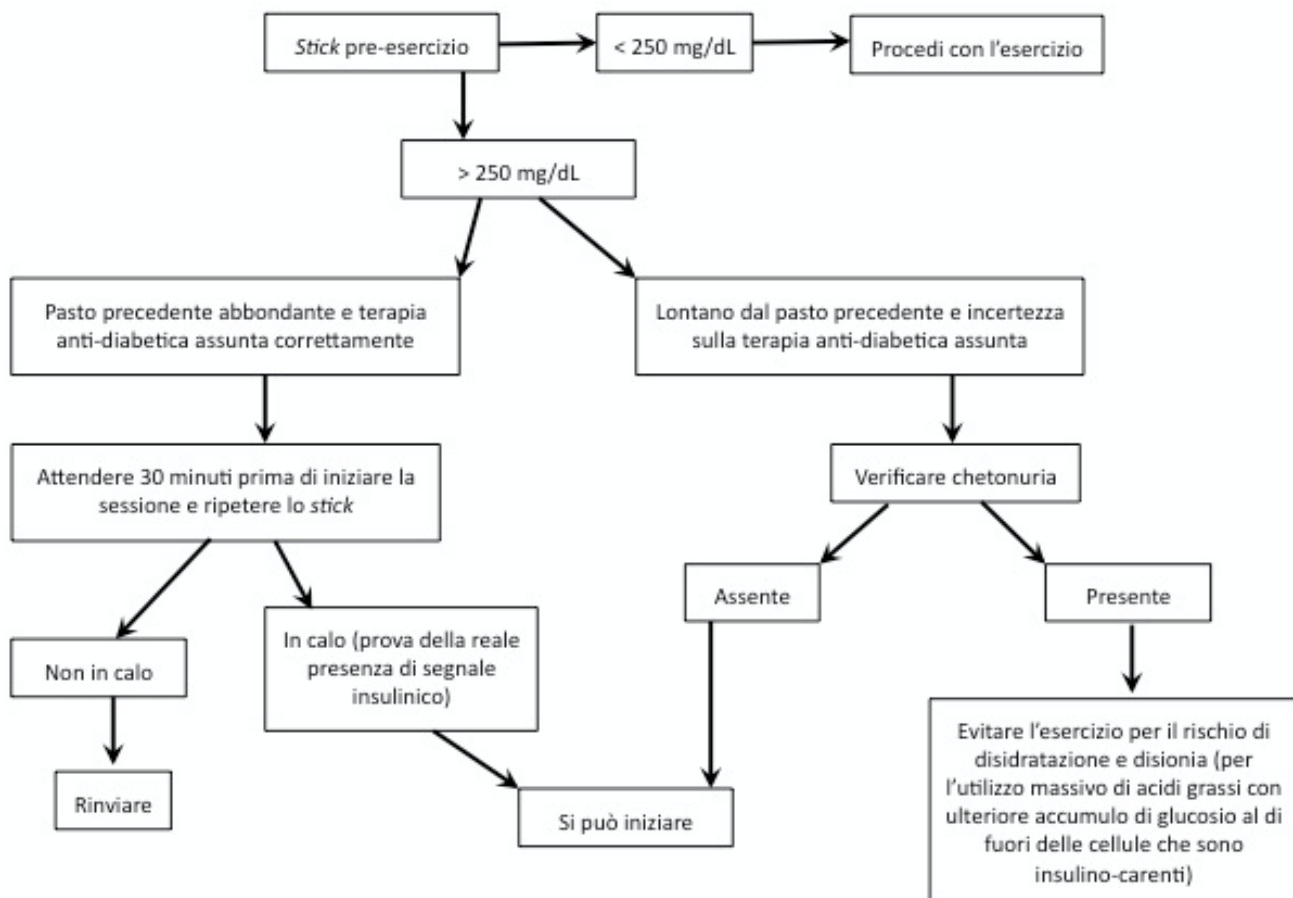 Stick pre-esercizio
< 250 mg/dL
Procedi con l'esercizio
> 250 mg/dL
Pasto precedente abbondante e terapia
anti-diabetica assunta correttamente
Lontano dal pasto precedente e incertezza
sulla terapia anti-diabetica assunta
Attendere 30 minuti prima di iniziare la
sessione e ripetere lo stick
Verificare chetonuria
Non in calo
In calo (prova della reale
presenza di segnale
insulinico)
Assente
Presente
Rinviare
Si può iniziare
Evitare l'esercizio per il rischio di
disidratazione e disionia (per
l'utilizzo massivo di acidi grassi con
ulteriore accumulo di glucosio al di
fuori delle cellule che sono
insulino-carenti)